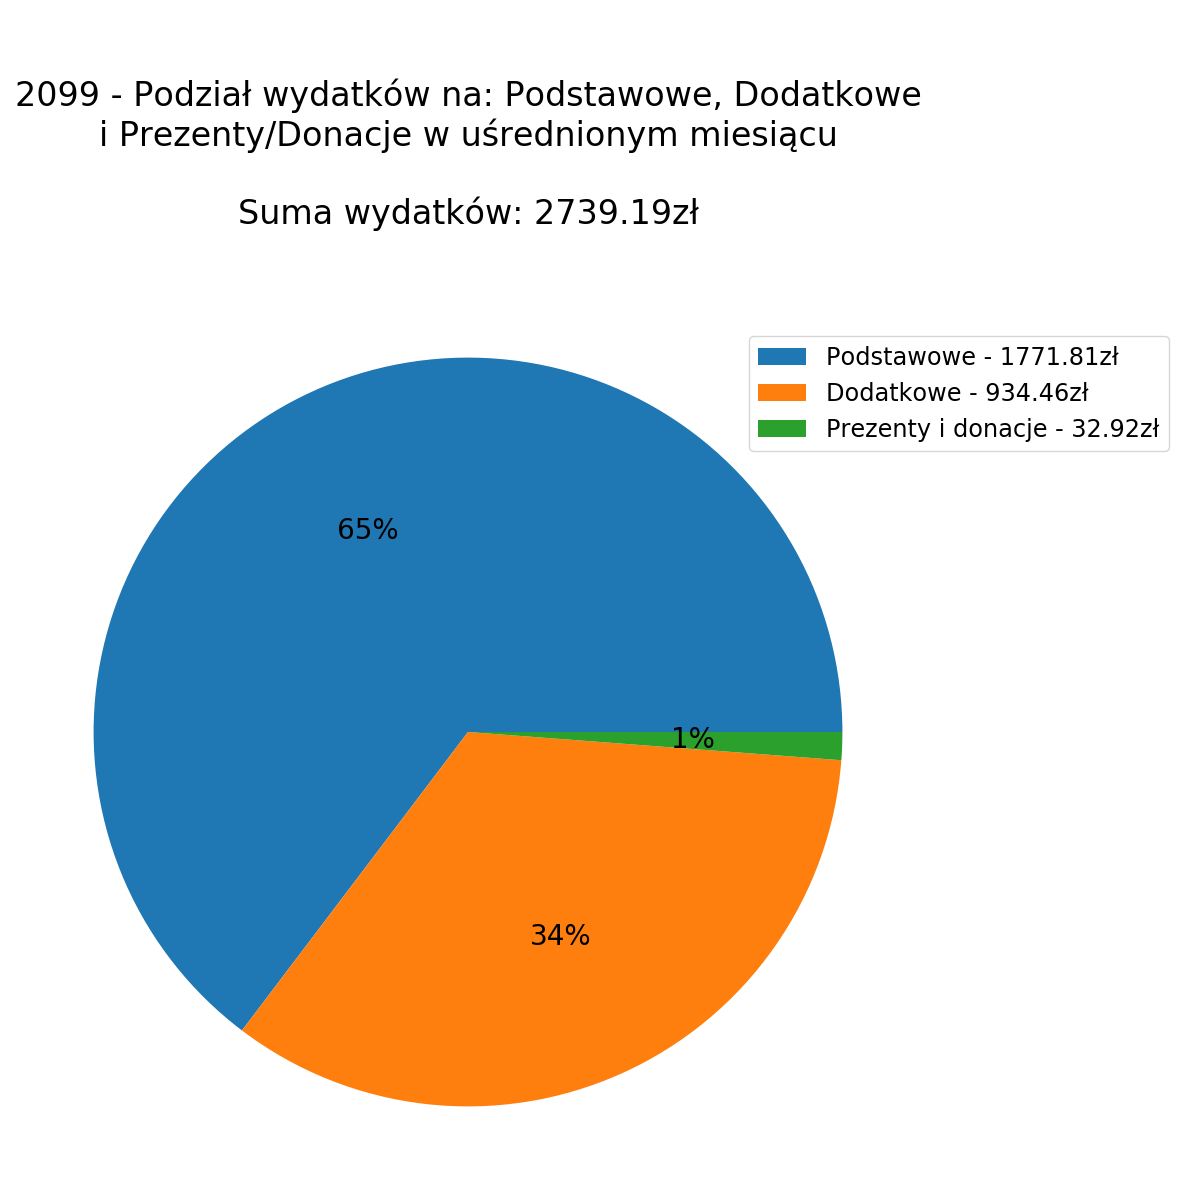 2099 - Podział wydatków na: Podstawowe, Dodatkowe
i Prezenty/Donacje w uśrednionym miesiącu
Suma wydatków: 2739.19zł
Podstawowe - 1771.81zł
Dodatkowe - 934.46zł
Prezenty i donacje - 32.92zł
65%
1%
34%